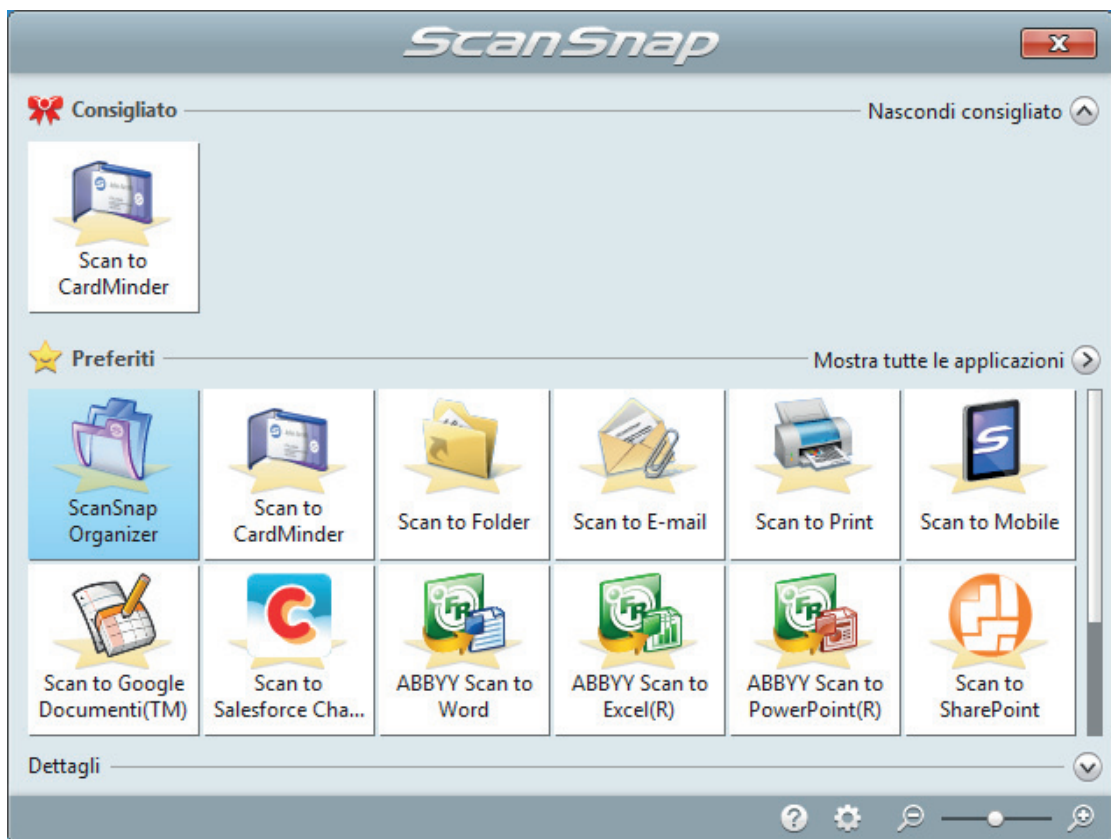 ScanSnap
Consigliato
Nascondi consigliato
Scan to
CardMinder
Preferiti
Mostra tutte le applicazioni
ScanSnap
Organizer
Scan to
CardMinder
Scan to Folder
Scan to E-mail
Scan to Print
Scan to Mobile
Scan to Google
Documenti(TM)
Scan to
Salesforce Cha...
ABBYY Scan to
Word
ABBYY Scan to
Excel(R)
ABBYY Scan to
PowerPoint(R)
Scan to
SharePoint
Dettagli